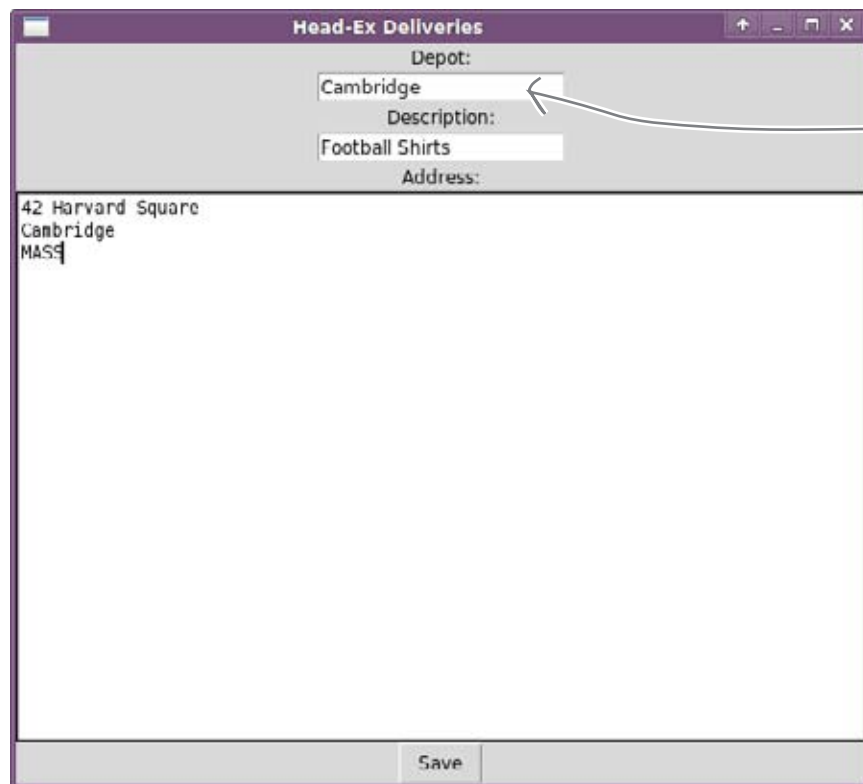 Head-Ex Deliveries
Depot:
Cambridge
Description:
Football Shirts
Address:
42 Harvard Square
Cambridge
MASS
Save